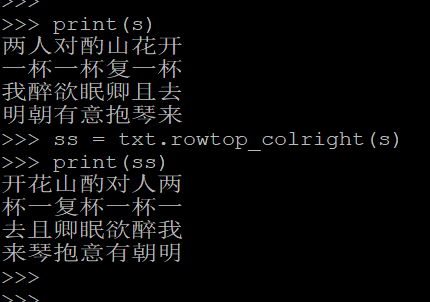 >>>
>>> print(s)
两人对酌山花开
一杯一杯复一杯
我醉欲眠卿且去
明朝有意抱琴来
>>> ss = txt.rowtop_colright(s)
>>> print(ss)
开花山酌对人两
杯一复杯一杯一
去且卿眠欲醉我
来琴抱意有朝明
>>>
>>>